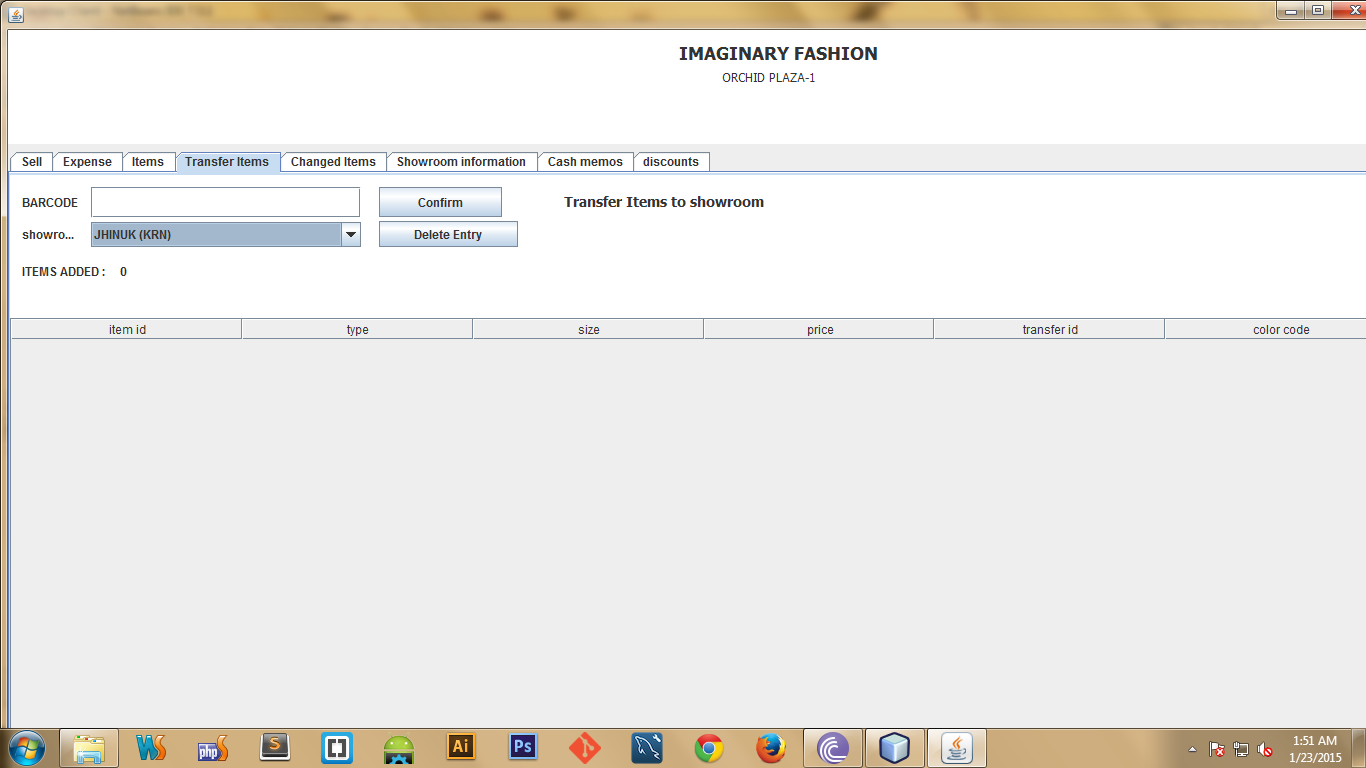 IMAGINARY FASHION
ORCHID PLAZA-1
Sell Expense Items Transfer Items Changed Items Showroom information Cash memos discounts
BARCODE Confirm Transfer Items to showroom
showro... JHINUK (KRN) Delete Entry
ITEMS ADDED : 0
item id type size price transfer id color code
WS php S S Ai Ps
1:51 AM
1/23/2015